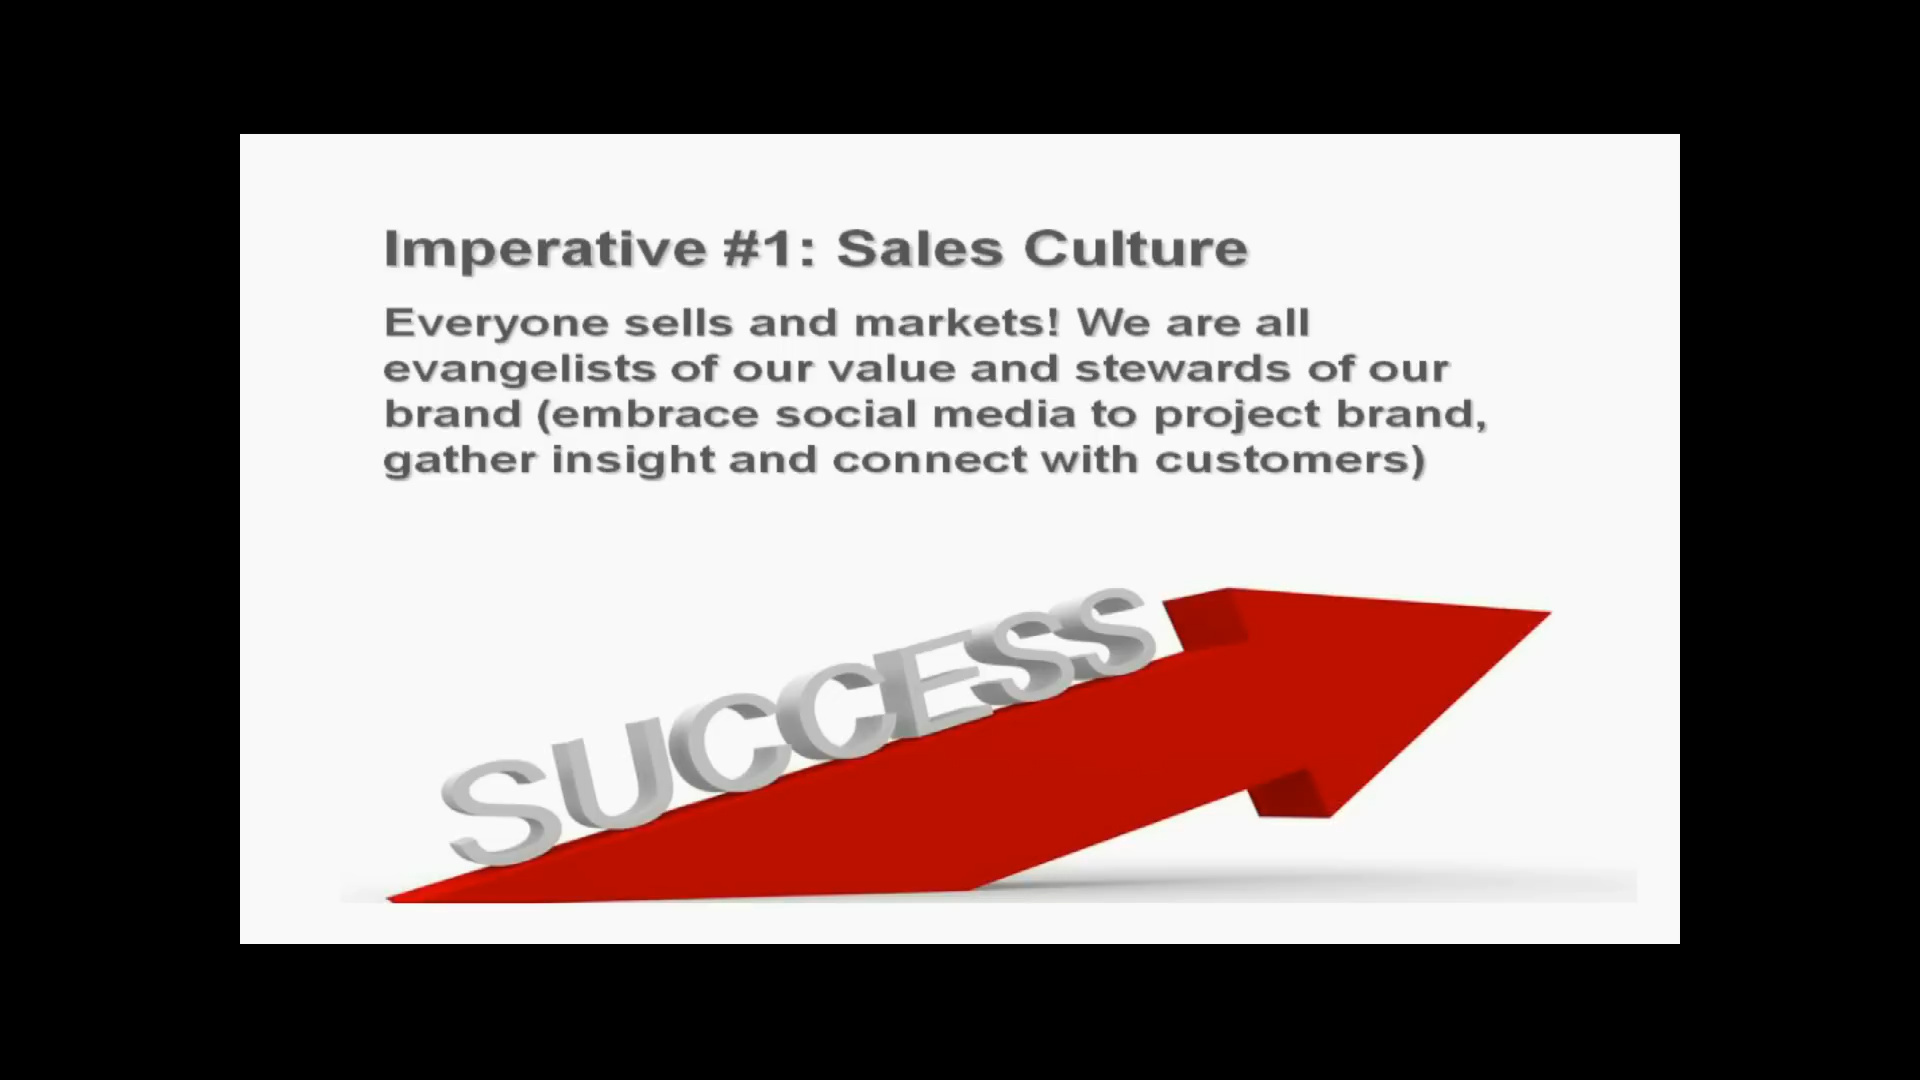 Imperative #1: Sales Culture
Everyone sells and markets! We are all
evangelists of our value and stewards of our
brand (embrace social media to project brand,
gather insight and connect with customers)
SUCCESS